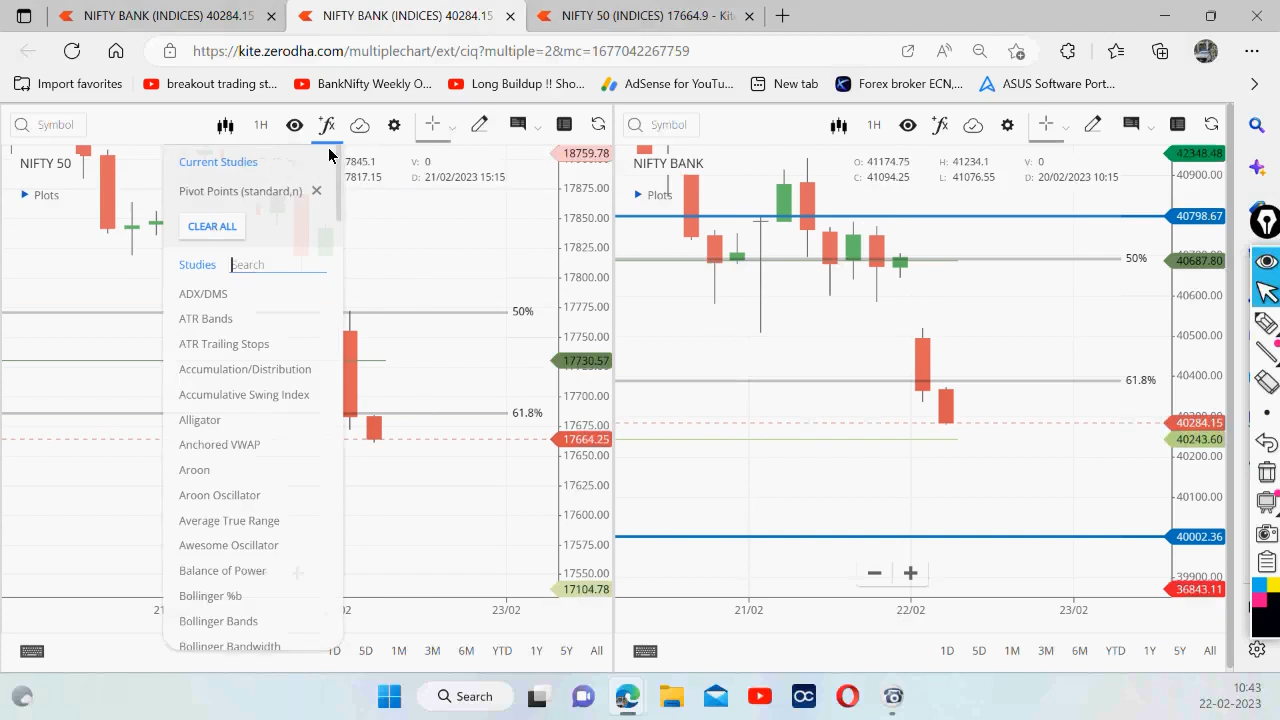 NIFTY BANK (INDICES) 40284.15
NIFTY BANK (INDICES) 40284.15
NIFTY 50 (INDICES) 17664.9 - Kit
https://kite.zerodha.com/multiplechart/ext/ciq?multiple=2&mc=1677042267759
Import favorites
breakout trading st...
BankNifty Weekly O...
Long Buildup !! Sho...
AdSense for YouTu...
New tab
Forex broker ECN,...
ASUS Software Port...
Symbol
1H
Symbol
1H
NIFTY 50
Plots
7845.1
V: 0
7817.15
D: 21/02/2023 15:15
Current Studies
Pivot Points (standard,n)
CLEAR ALL
Studies
Search
ADX/DMS
ATR Bands
ATR Trailing Stops
Accumulation/Distribution
Accumulative Swing Index
Alligator
Anchored VWAP
Aroon
Aroon Oscillator
Average True Range
Awesome Oscillator
Balance of Power
Bollinger %b
Bollinger Bands
Bollinger Bandwidth
50%
61.8%
18759.78
17875.00
17850.00
17825.00
17800.00
17775.00
17750.00
17730.57
17700.00
17675.00
17664.25
17650.00
17625.00
17600.00
17575.00
17550.00
17104.78
21
02
23/02
1D
5D
1M
3M
6M
YTD
1Y
5Y
All
NIFTY BANK
Plots
O: 41174.75
H: 41234.1
V: 0
C: 41094.25
L: 41076.55
D: 20/02/2023 10:15
50%
61.8%
42348.48
40900.00
40798.67
40687.80
40600.00
40500.00
40400.00
40284.15
40243.60
40200.00
40100.00
40002.36
39900.00
36843.11
21/02
22/02
23/02
1D
5D
1M
3M
6M
YTD
1Y
5Y
All
Search
10:43
22-02-2023